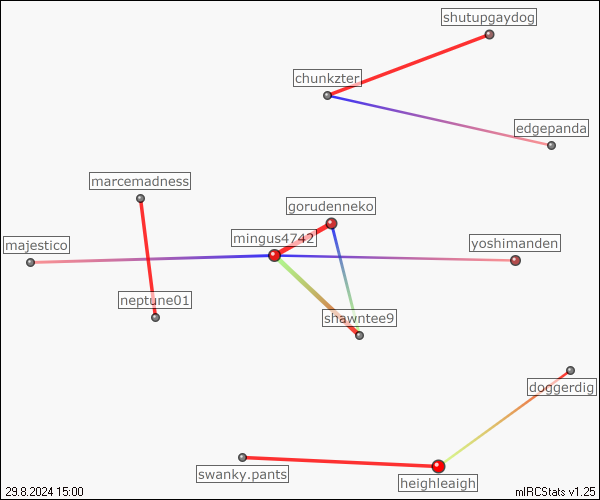 shutupgaydog
chunkzter
edgepanda
marcemadness
gorudenneko
mingus4742
majestico
yoshimanden
neptune01
shawntee9
doggerdig
swanky.pants
heighleaigh
29.8.2024 15:00
mIRCStats v1.25